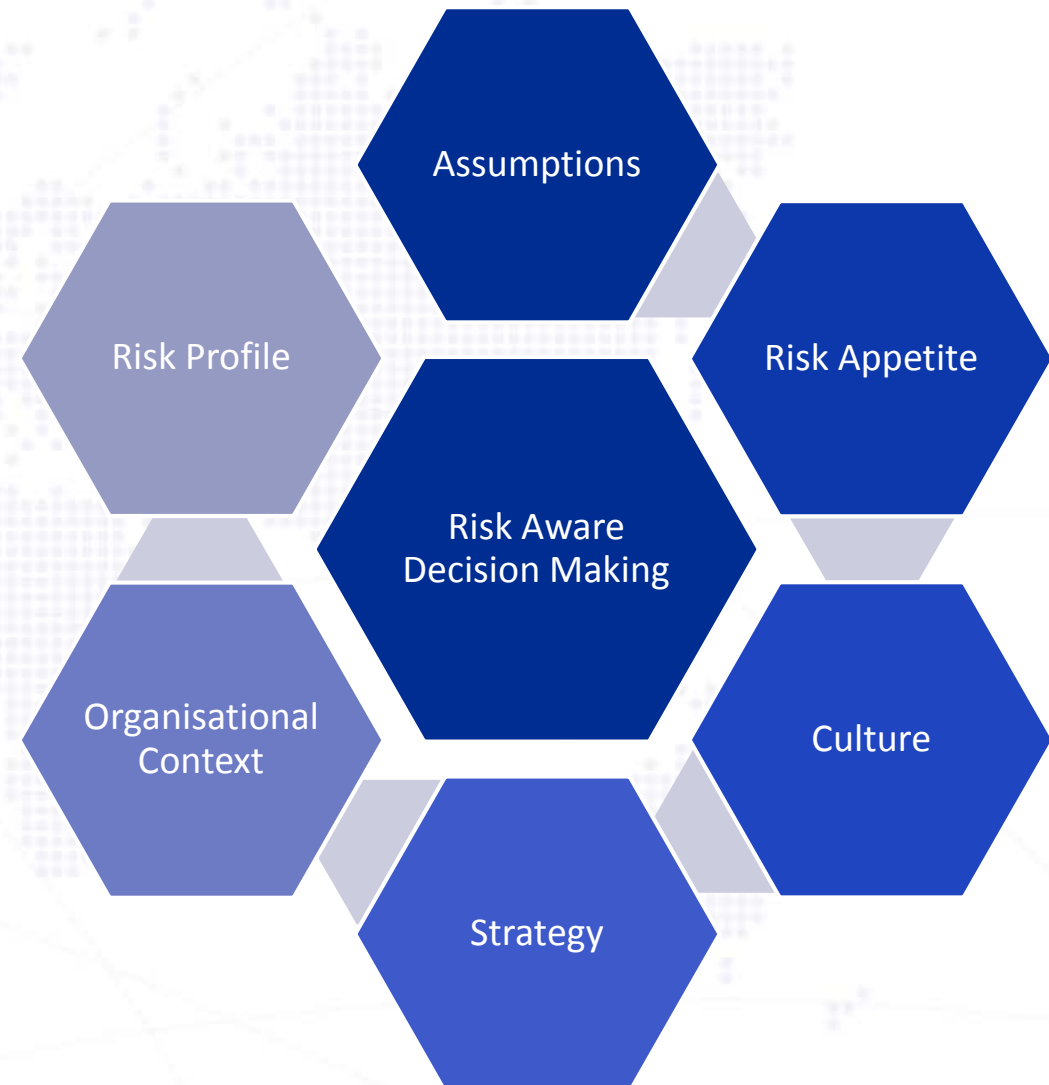 Assumptions
Risk Profile
Risk Appetite
Risk Aware
Decision Making
Organisational
Context
Culture
Strategy